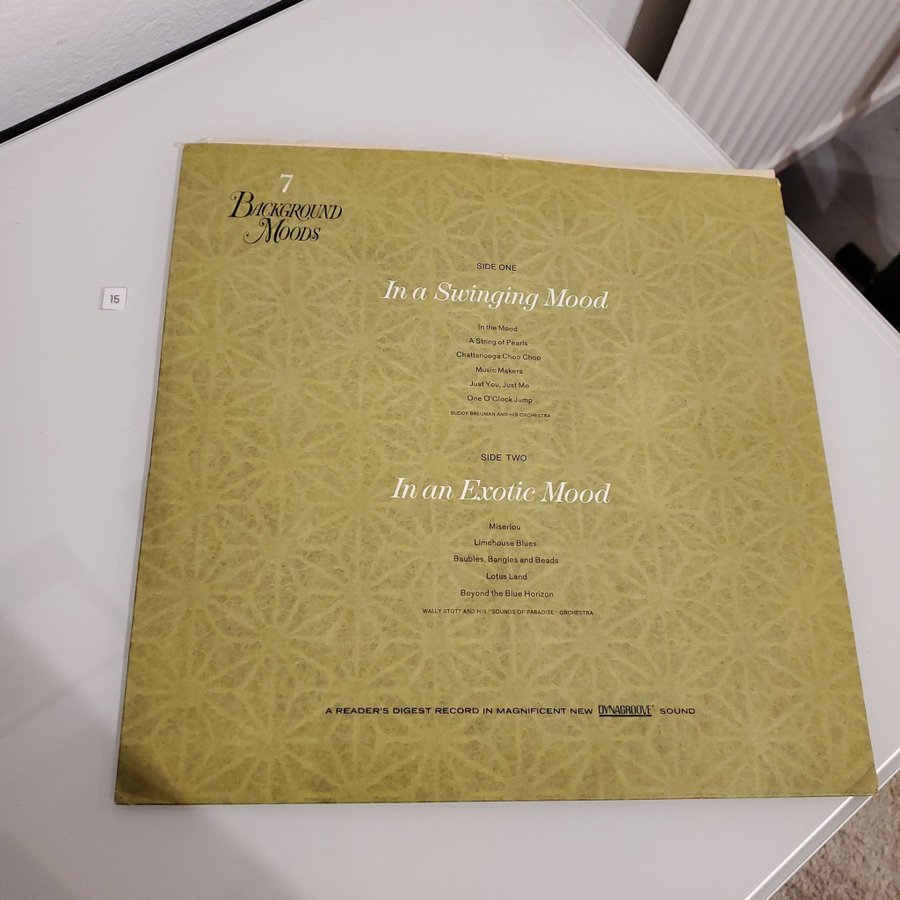 7
BACKGROUND
MOODS
15
SIDE ONE
In a Swinging Mood
In the Mood
A String of Pearls
Chattanooga Choo Choo
Music Makers
Just You, Just Me
One O'Clock Jump
BUDDY BREGMAN AND HIS ORCHESTRA
SIDE TWO
In an Exotic Mood
Miserlou
Limehouse Blues
Baubles, Bangles and Beads
Lotus Land
Beyond the Blue Horizon
WALLY STOTT AND HIS "SOUNDS OF PARADISE" ORCHESTRA
A READER'S DIGEST RECORD IN MAGNIFICENT NEW DYNAGROOVE SOUND